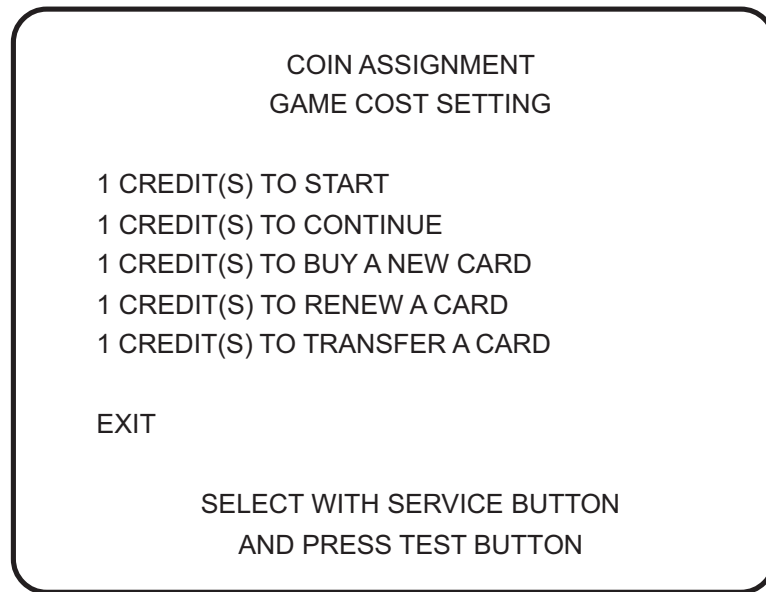 COIN ASSIGNMENT
GAME COST SETTING
1 CREDIT(S) TO START
1 CREDIT(S) TO CONTINUE
1 CREDIT(S) TO BUY A NEW CARD
1 CREDIT(S) TO RENEW A CARD
1 CREDIT(S) TO TRANSFER A CARD
EXIT
SELECT WITH SERVICE BUTTON
AND PRESS TEST BUTTON